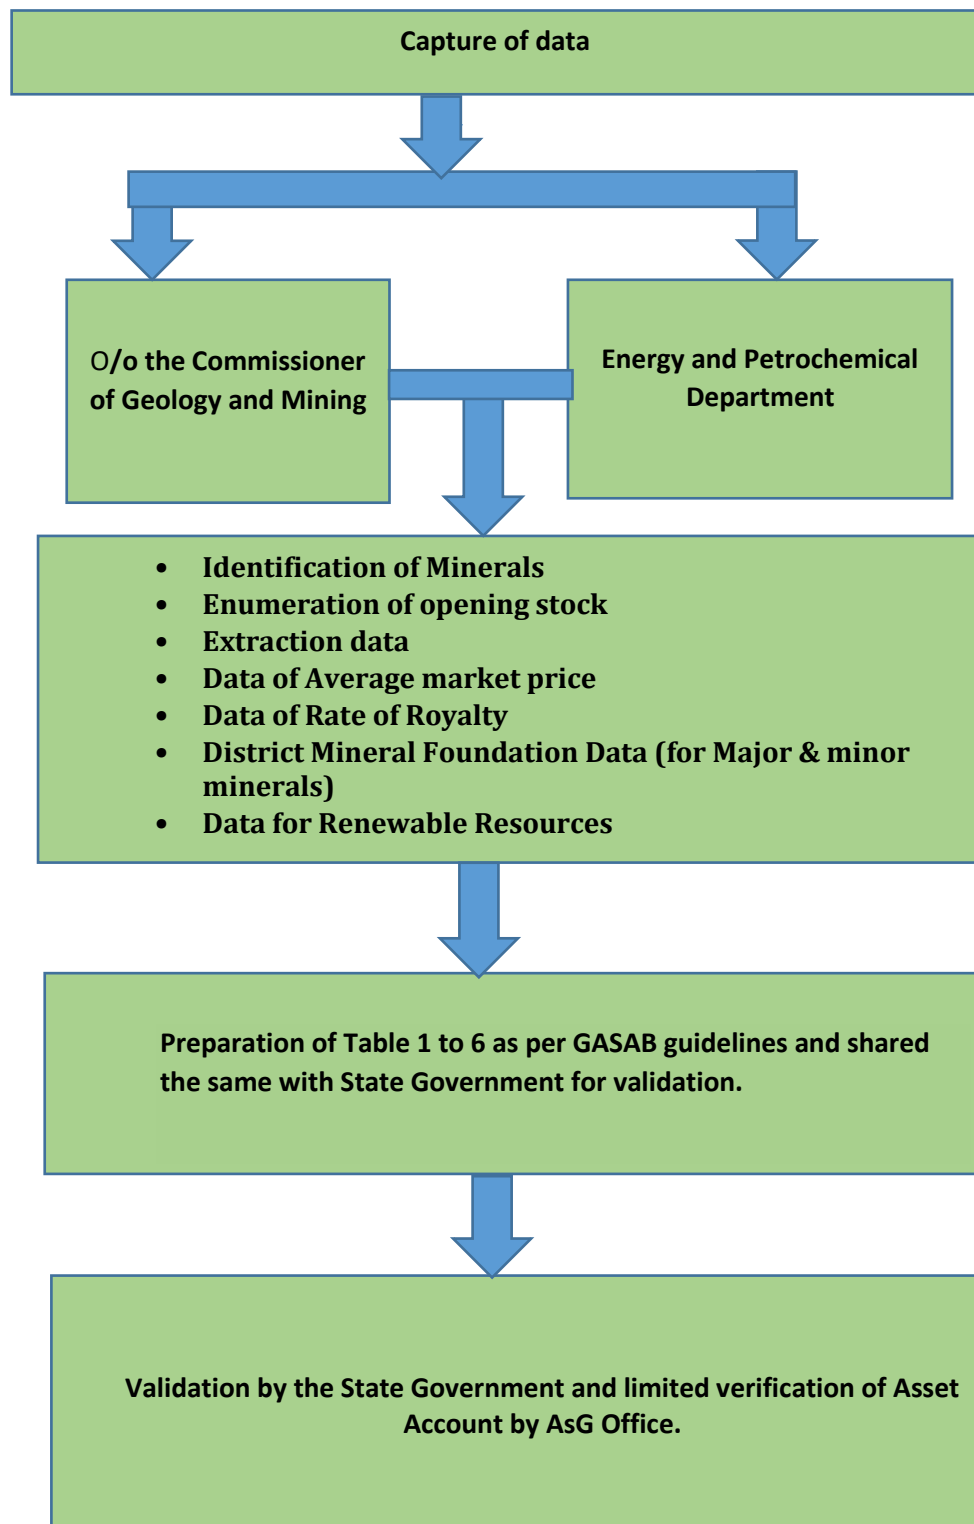 Capture of data
O/o the Commissioner
of Geology and Mining
Energy and Petrochemical
Department
• Identification of Minerals
• Enumeration of opening stock
• Extraction data
• Data of Average market price
• Data of Rate of Royalty
• District Mineral Foundation Data (for Major & minor
minerals)
• Data for Renewable Resources
Preparation of Table 1 to 6 as per GASAB guidelines and shared
the same with State Government for validation.
Validation by the State Government and limited verification of Asset
Account by AsG Office.